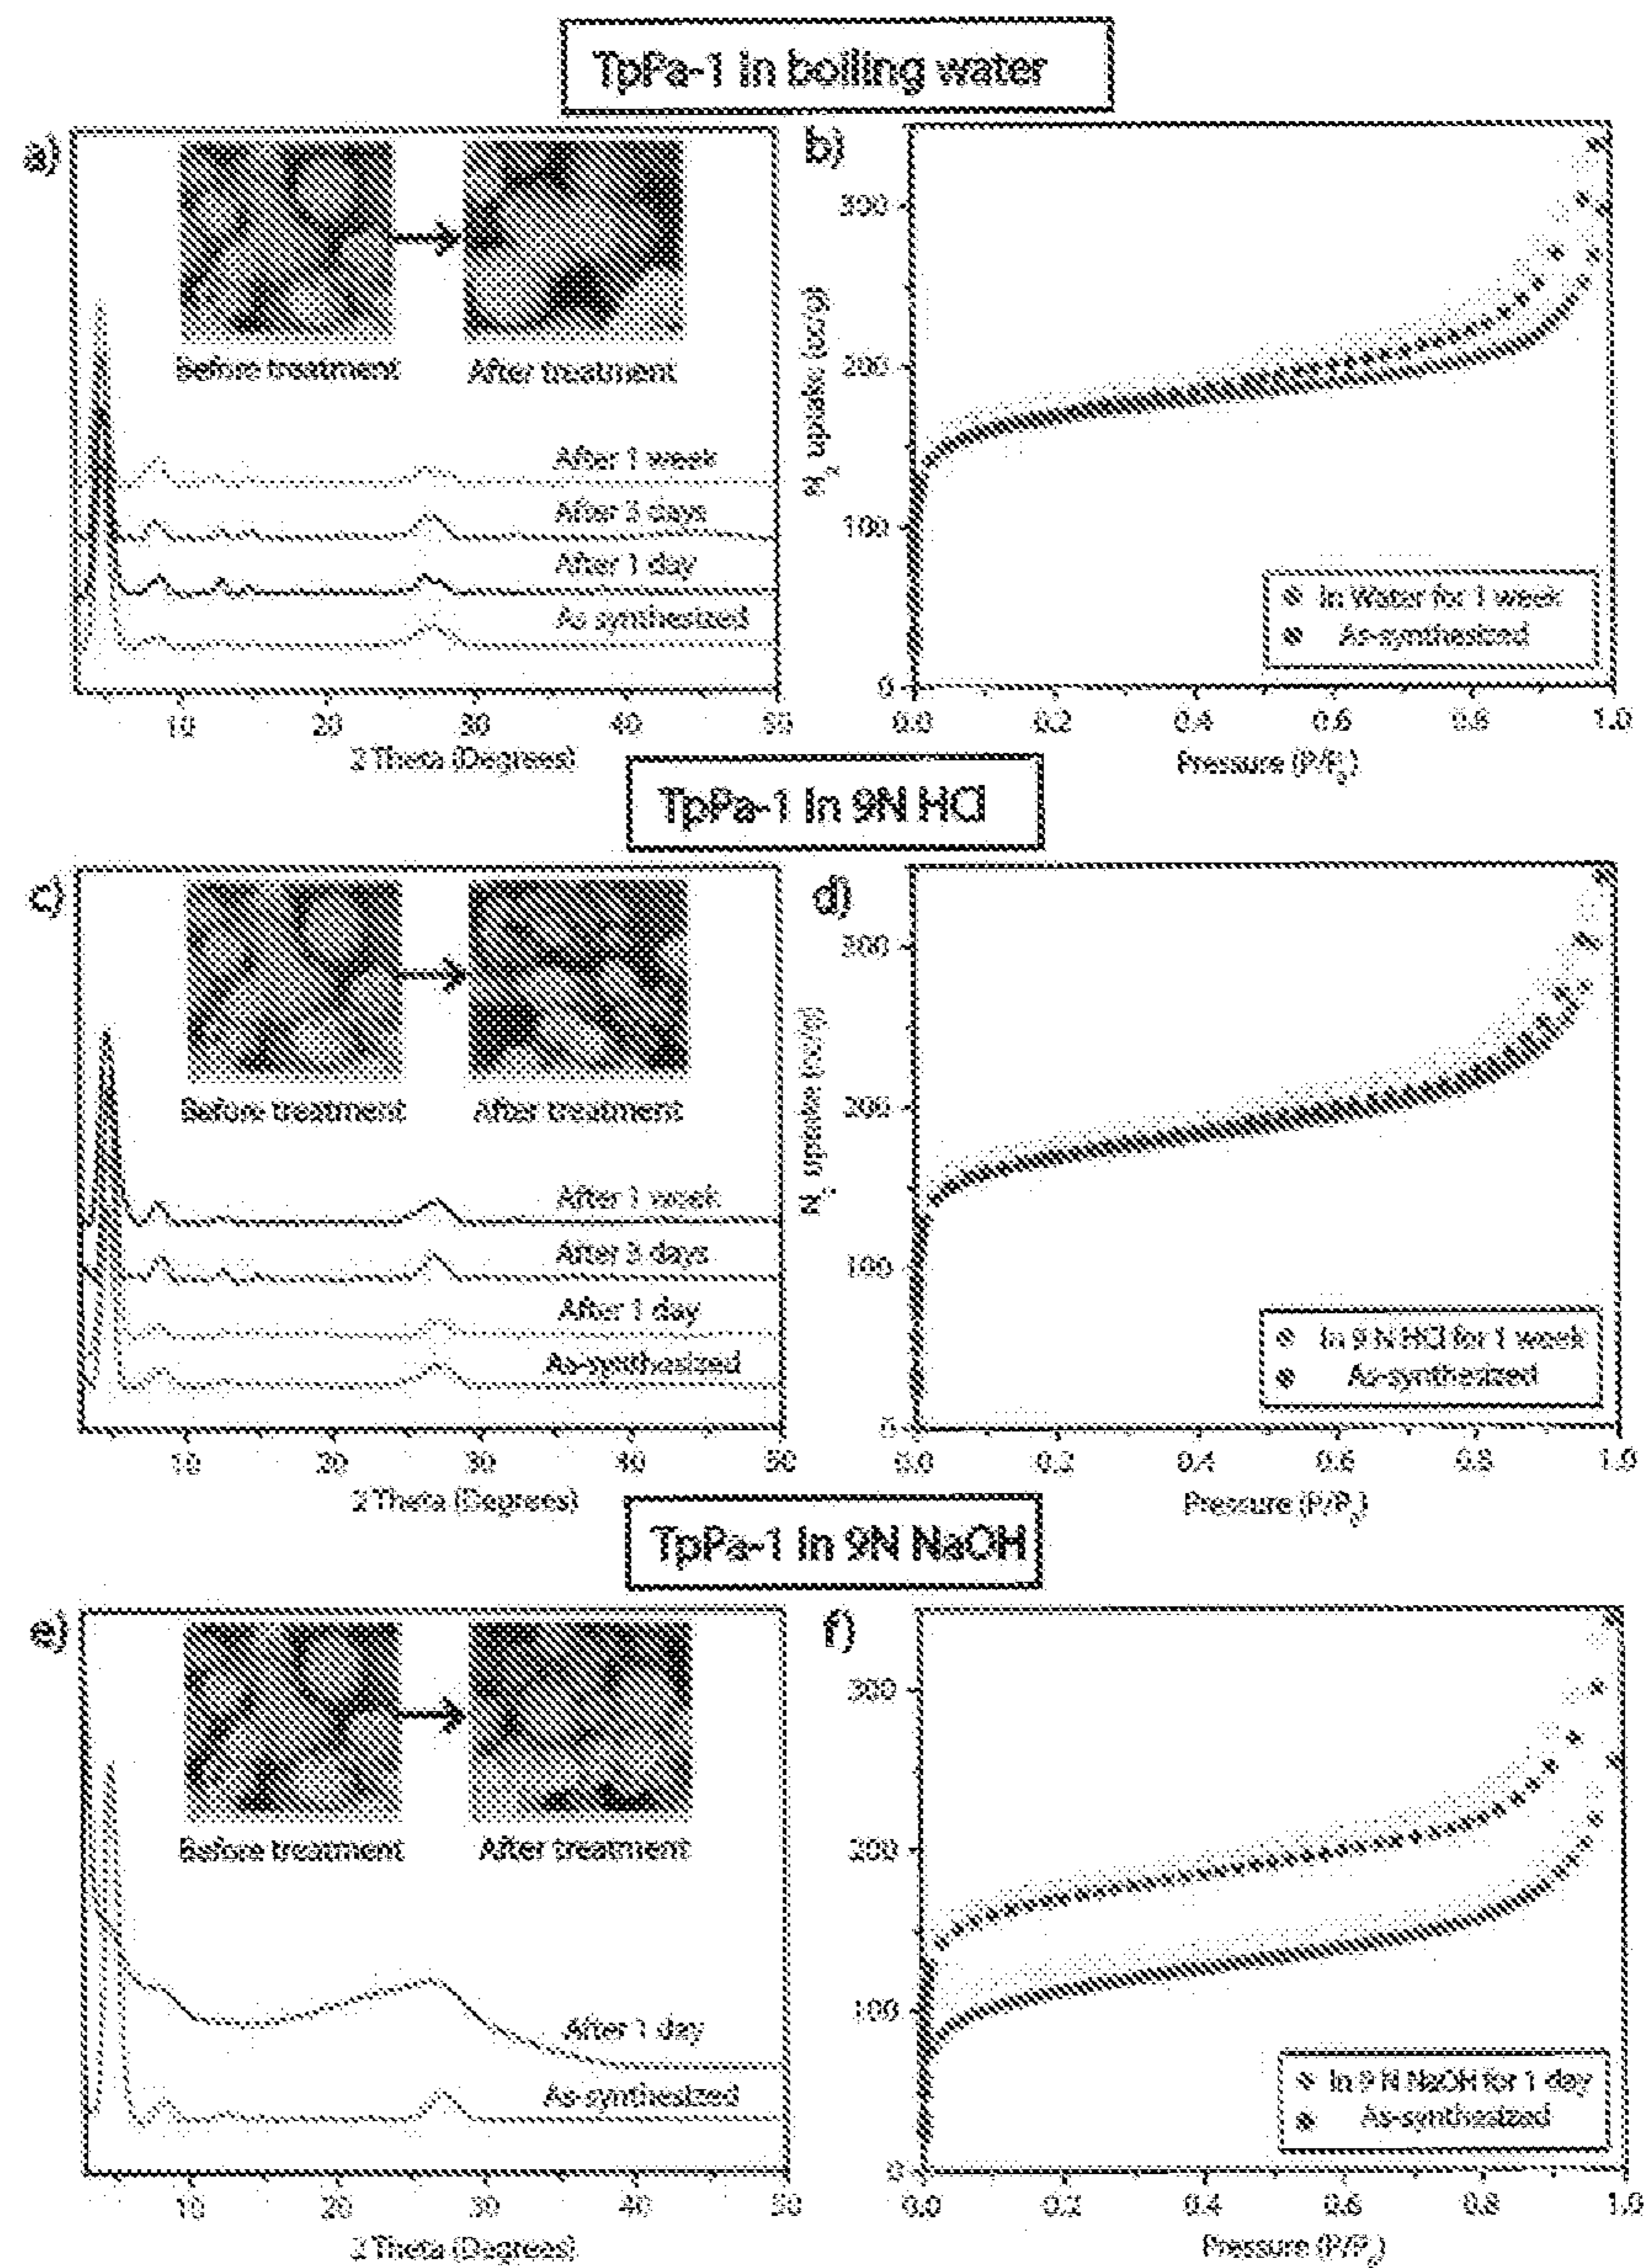 TpPa-1 In boiling water
a)
Before treatment
After treatment
After 1 week
After 3 days
After 1 day
As synthesized
10 20 30 40 50
2 Theta (Degrees)
b)
300
200
100
0
N2 uptake (cc/g)
In Water for 1 week
As-synthesized
0.0 0.2 0.4 0.6 0.8 1.0
Pressure (P/P0)
TpPa-1 In 9N HCl
c)
Before treatment
After treatment
After 1 week
After 3 days
After 1 day
As-synthesized
10 20 30 40 50
2 Theta (Degrees)
d)
300
200
100
0
N2 uptake (cc/g)
In 9 N HCl for 1 week
As-synthesized
0.0 0.2 0.4 0.6 0.8 1.0
Pressure (P/P0)
TpPa-1 In 9N NaOH
e)
Before treatment
After treatment
After 1 day
As-synthesized
10 20 30 40 50
2 Theta (Degrees)
f)
300
200
100
0
In 9 N NaOH for 1 day
As-synthesized
0.0 0.2 0.4 0.6 0.8 1.0
Pressure (P/P0)